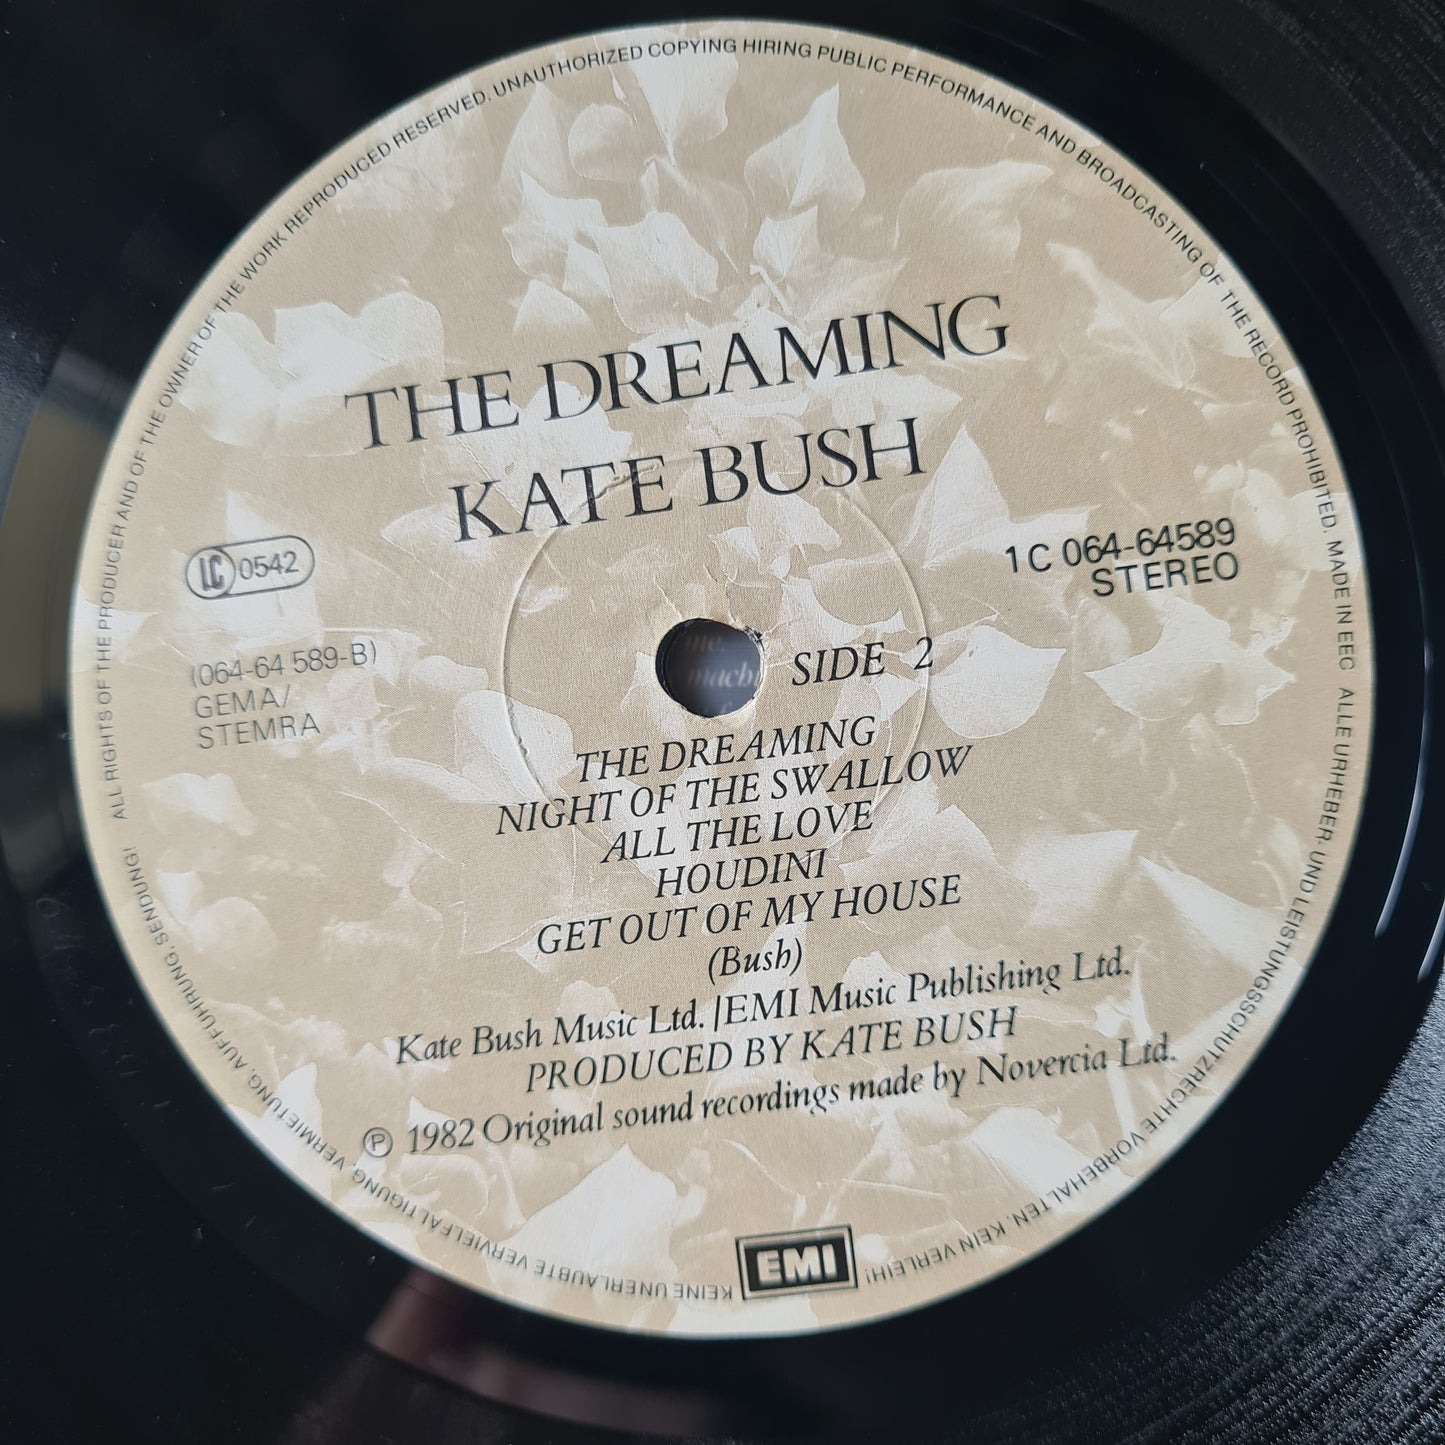 ALL RIGHTS OF THE PRODUCER AND OF THE OWNER OF THE WORK REPRODUCED RESERVED. UNAUTHORIZED COPYING HIRING PUBLIC PERFORMANCE AND BROADCASTING OF THE RECORD PROHIBITED. MADE IN EEC
THE DREAMING
KATE BUSH
LC 0542
1C 064-64589
STEREO
(064-64 589-B)
GEMA/
STEMRA
me.
SIDE 2
THE DREAMING
NIGHT OF THE SWALLOW
ALL THE LOVE
HOUDINI
GET OUT OF MY HOUSE
(Bush)
Kate Bush Music Ltd. | EMI Music Publishing Ltd.
PRODUCED BY KATE BUSH
℗ 1982 Original sound recordings made by Novercia Ltd.
EMI
ALLE URHEBER- UND LEISTUNGSSCHUTZRECHTE VORBEHALTEN. KEIN VERLEIH!
KEINE UNERLAUBTE VERVIELFÄLTIGUNG, VERMIETUNG, AUFFÜHRUNG, SENDUNG!